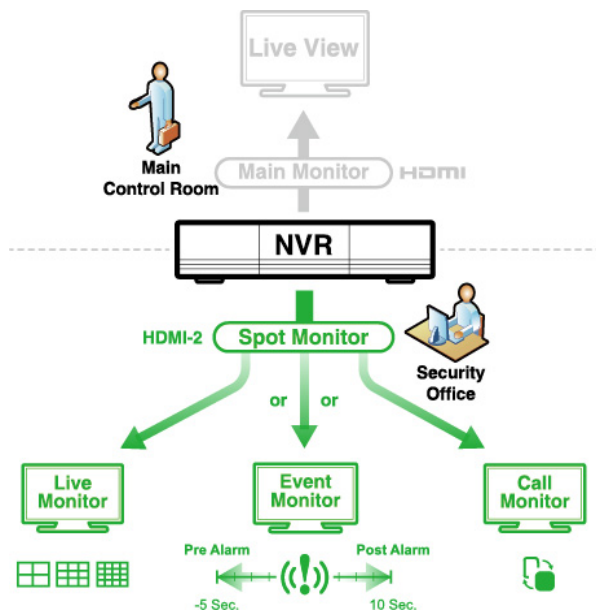 Live View
Main
Control Room
Main Monitor
HDMI
NVR
HDMI-2
Spot Monitor
Security
Office
or
or
Live
Monitor
Event
Monitor
Call
Monitor
Pre Alarm
Post Alarm
-5 Sec.
10 Sec.